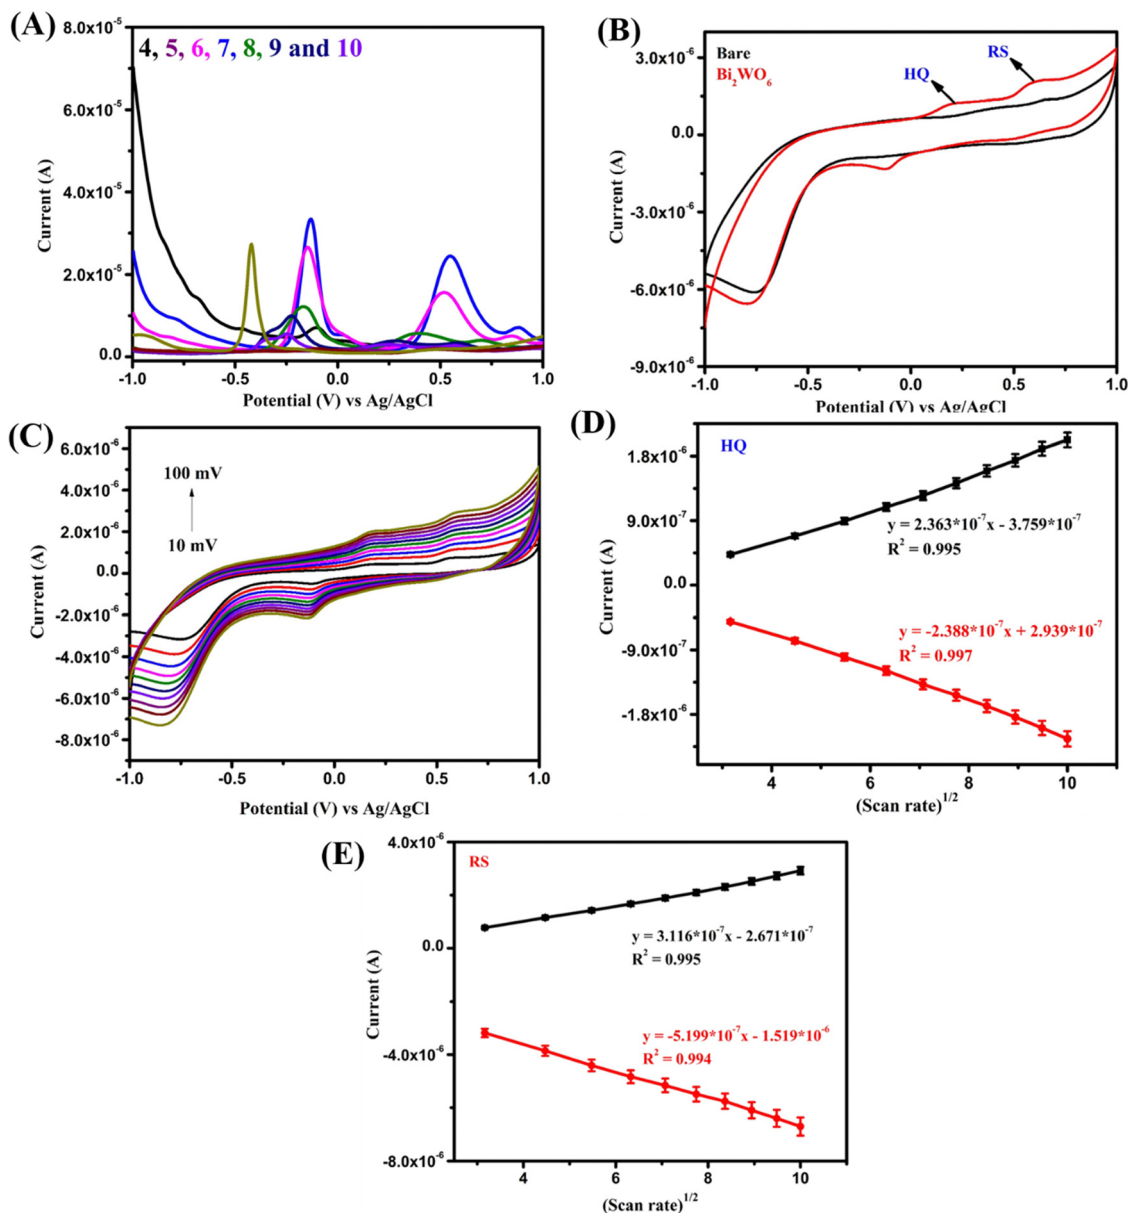 (A)
4, 5, 6, 7, 8, 9 and 10
8.0x10⁻⁵
6.0x10⁻⁵
4.0x10⁻⁵
2.0x10⁻⁵
0.0
Current (A)
-1.0 -0.5 0.0 0.5 1.0
Potential (V) vs Ag/AgCl
(B)
Bare
Bi₂WO₆
HQ
RS
3.0x10⁻⁶
0.0
-3.0x10⁻⁶
-6.0x10⁻⁶
-9.0x10⁻⁶
Current (A)
-1.0 -0.5 0.0 0.5 1.0
Potential (V) vs Ag/AgCl
(C)
100 mV
10 mV
6.0x10⁻⁶
4.0x10⁻⁶
2.0x10⁻⁶
0.0
-2.0x10⁻⁶
-4.0x10⁻⁶
-6.0x10⁻⁶
-8.0x10⁻⁶
Current (A)
-1.0 -0.5 0.0 0.5 1.0
Potential (V) vs Ag/AgCl
(D)
HQ
1.8x10⁻⁶
9.0x10⁻⁷
0.0
-9.0x10⁻⁷
-1.8x10⁻⁶
Current (A)
y = 2.363*10⁻⁷x - 3.759*10⁻⁷
R² = 0.995
y = -2.388*10⁻⁷x + 2.939*10⁻⁷
R² = 0.997
4 6 8 10
(Scan rate)¹/²
(E)
RS
4.0x10⁻⁶
0.0
-4.0x10⁻⁶
-8.0x10⁻⁶
Current (A)
y = 3.116*10⁻⁷x - 2.671*10⁻⁷
R² = 0.995
y = -5.199*10⁻⁷x - 1.519*10⁻⁶
R² = 0.994
4 6 8 10
(Scan rate)¹/²